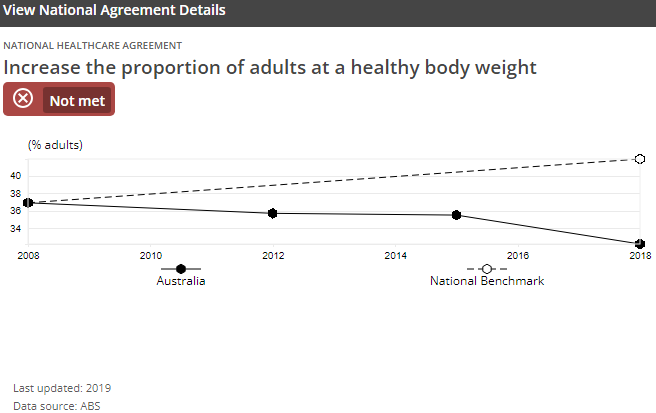 View National Agreement Details
NATIONAL HEALTHCARE AGREEMENT
Increase the proportion of adults at a healthy body weight
Not met
(% adults)
40
38
36
34
2008 2010 2012 2014 2016 2018
Australia National Benchmark
Last updated: 2019
Data source: ABS